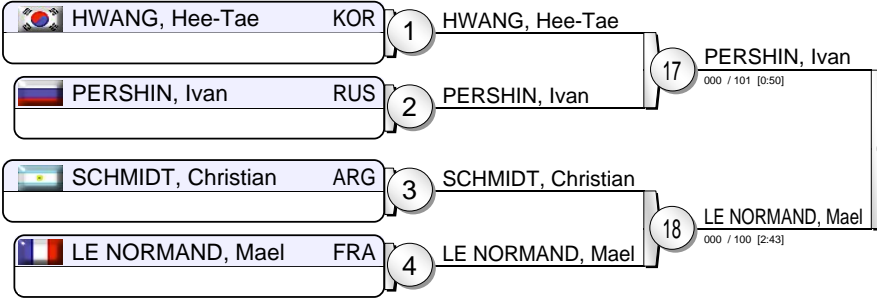 HWANG, Hee-Tae KOR
1
HWANG, Hee-Tae
17
PERSHIN, Ivan
000 / 101 [0:50]
PERSHIN, Ivan RUS
2
PERSHIN, Ivan
SCHMIDT, Christian ARG
3
SCHMIDT, Christian
18
LE NORMAND, Mael
000 / 100 [2:43]
LE NORMAND, Mael FRA
4
LE NORMAND, Mael